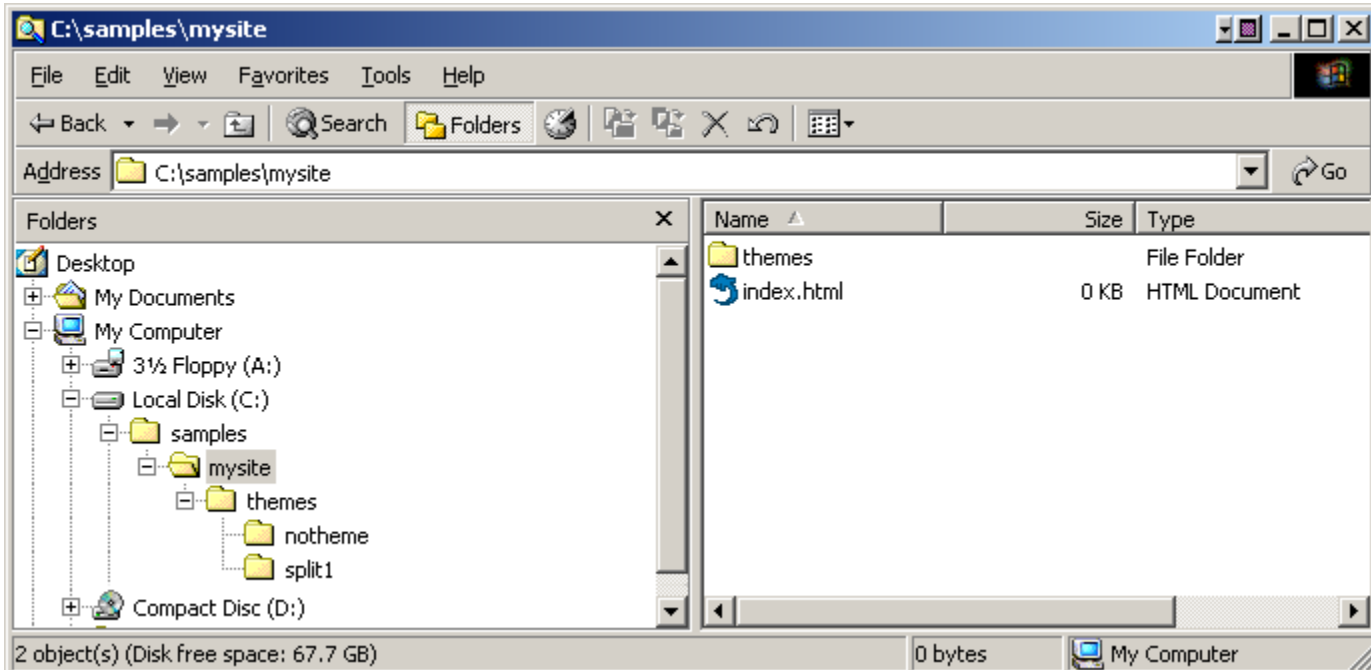 C:\samples\mysite
File Edit View Favorites Tools Help
Back Search Folders
Address C:\samples\mysite Go
Folders
Desktop
My Documents
My Computer
3½ Floppy (A:)
Local Disk (C:)
samples
mysite
themes
notheme
split1
Compact Disc (D:)
Name Size Type
themes File Folder
index.html 0 KB HTML Document
2 object(s) (Disk free space: 67.7 GB) 0 bytes My Computer